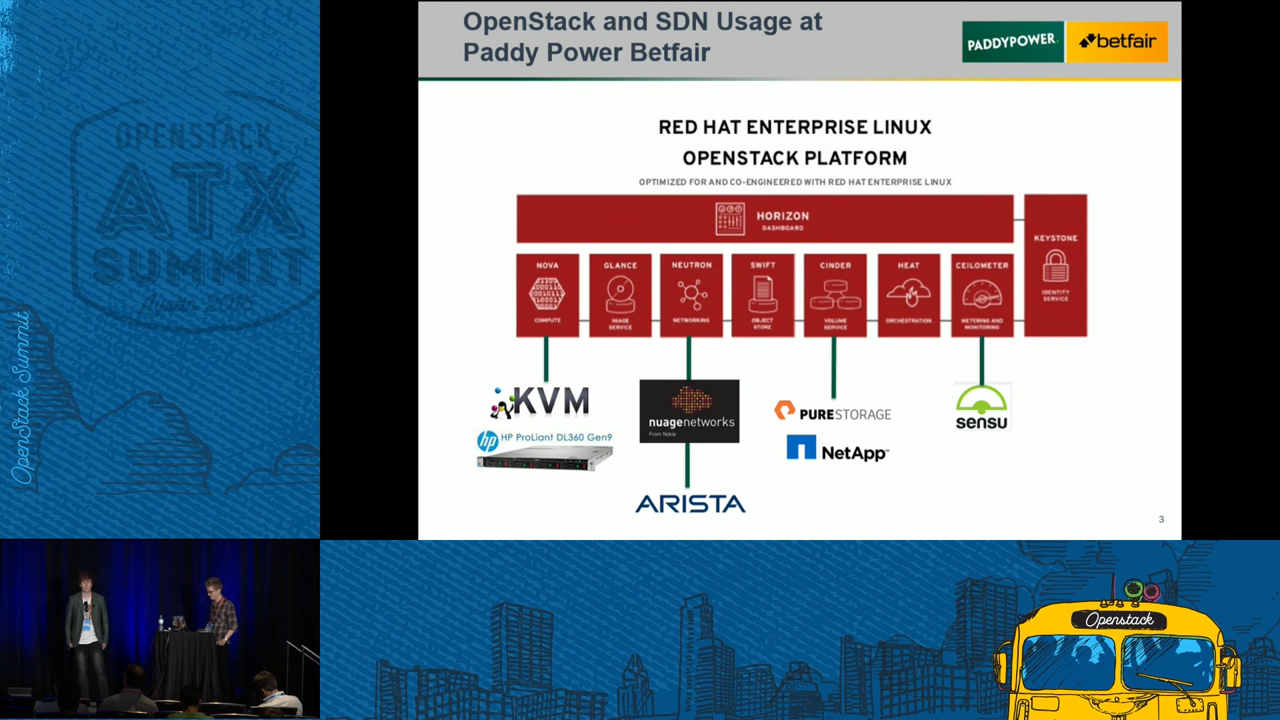 OpenStack and SDN Usage at
Paddy Power Betfair
PADDYPOWER.
betfair
RED HAT ENTERPRISE LINUX
OPENSTACK PLATFORM
OPTIMIZED FOR AND CO-ENGINEERED WITH RED HAT ENTERPRISE LINUX
HORIZON
DASHBOARD
KEYSTONE
IDENTITY
SERVICE
NOVA
COMPUTE
GLANCE
IMAGE
SERVICE
NEUTRON
NETWORKING
SWIFT
OBJECT
STORE
CINDER
VOLUME
SERVICE
HEAT
ORCHESTRATION
CEILOMETER
METERING AND
MONITORING
KVM
hp HP ProLiant DL360 Gen9
nuagenetworks
From Nokia
ARISTA
PURESTORAGE
NetApp™
sensu
3
OPENSTACK
ATX
SUMMIT
OpenStack Summit
Openstack